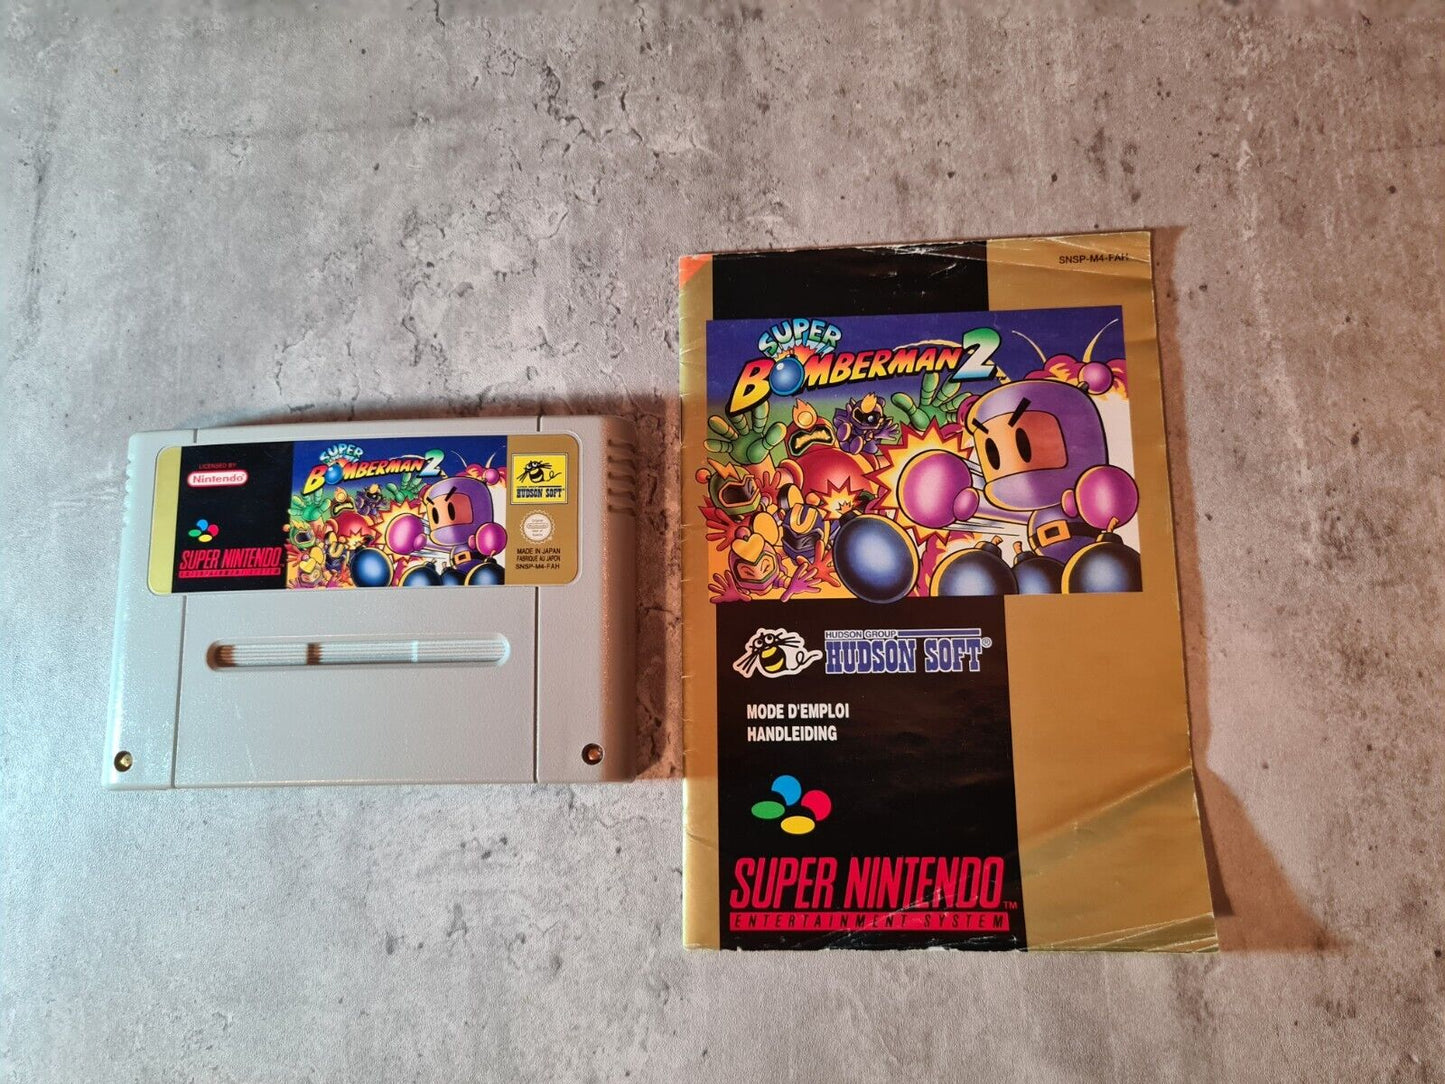 LICENSED BY
Nintendo
SUPER NINTENDO
ENTERTAINMENT SYSTEM
SUPER
BOMBERMAN 2
HUDSON SOFT
MADE IN JAPAN
FABRIQUE AU JAPON
SNSP-M4-FAH
SNSP-M4-FAH
SUPER
BOMBERMAN 2
HUDSON GROUP
HUDSON SOFT®
MODE D'EMPLOI
HANDLEIDING
SUPER NINTENDO™
ENTERTAINMENT SYSTEM